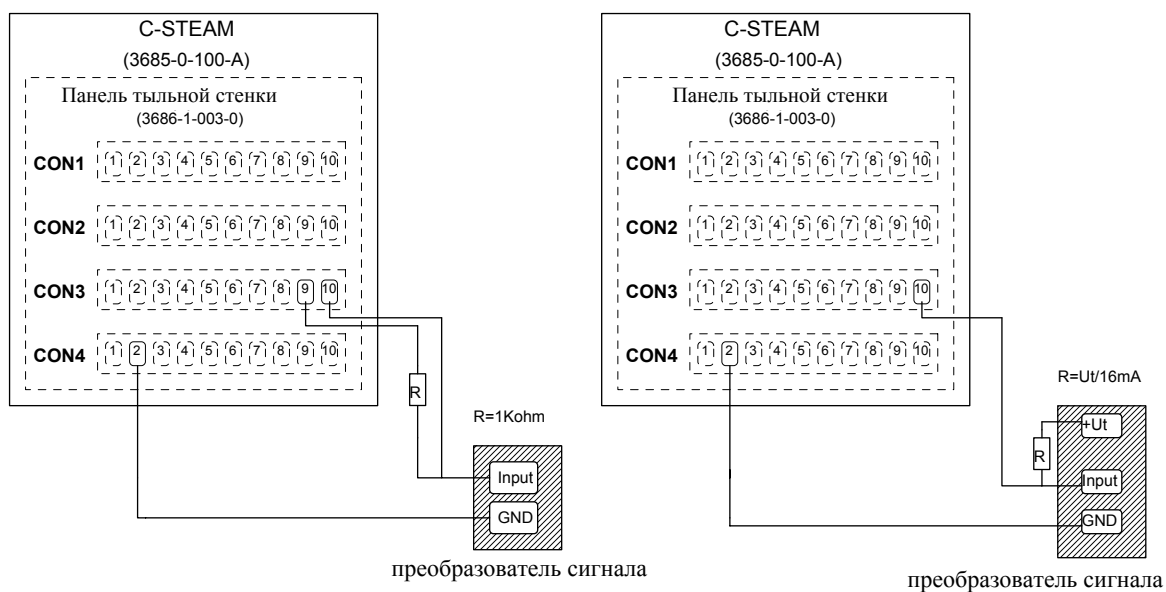 C-STEAM
(3685-0-100-A)
Панель тыльной стенки
(3686-1-003-0)
CON1 1 2 3 4 5 6 7 8 9 10
CON2 1 2 3 4 5 6 7 8 9 10
CON3 1 2 3 4 5 6 7 8 9 10
CON4 1 2 3 4 5 6 7 8 9 10
R
R=1Kohm
Input
GND
преобразователь сигнала
C-STEAM
(3685-0-100-A)
Панель тыльной стенки
(3686-1-003-0)
CON1 1 2 3 4 5 6 7 8 9 10
CON2 1 2 3 4 5 6 7 8 9 10
CON3 1 2 3 4 5 6 7 8 9 10
CON4 1 2 3 4 5 6 7 8 9 10
R=Ut/16mA
+Ut
R
Input
GND
преобразователь сигнала